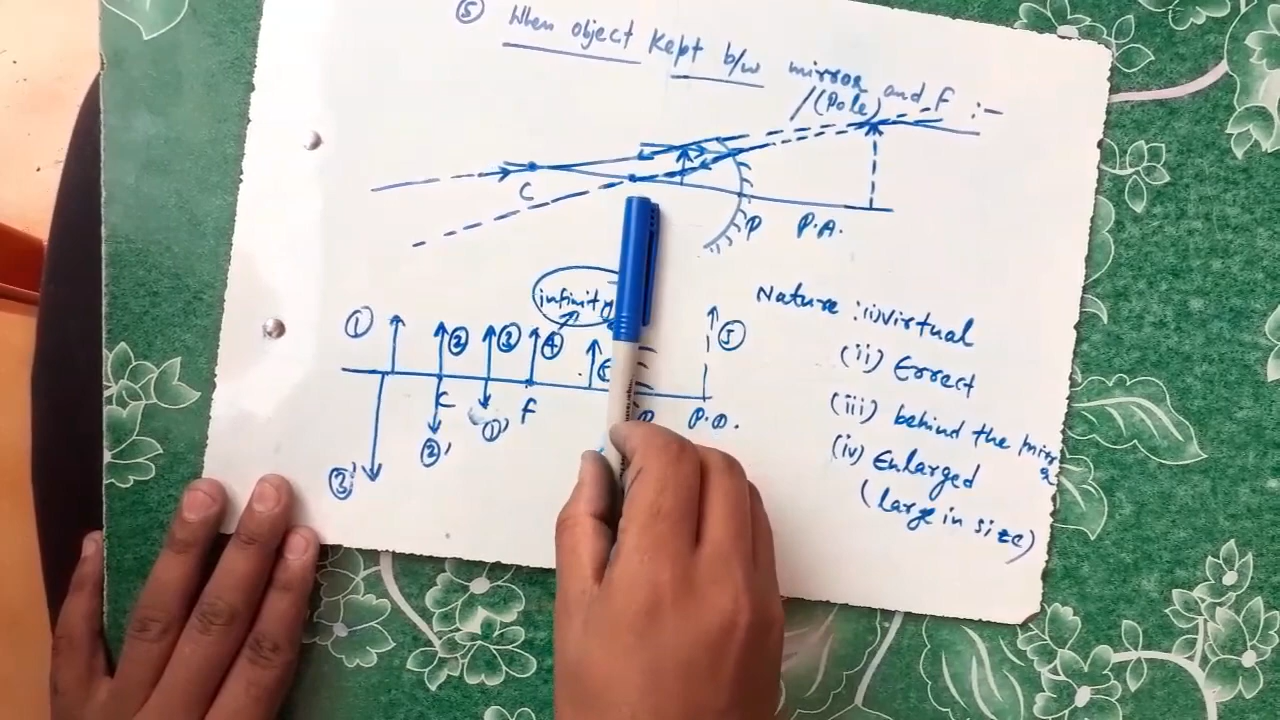 ⑤ When object Kept b/w mirror and F :-
/(Pole)
C
P
P.A.
infinity
① ② ③ ④ ⑤
C
①' F
②'
③'
Nature : (i) Virtual
(ii) Errect
(iii) behind the mirror
(iv) Enlarged
(large in size)